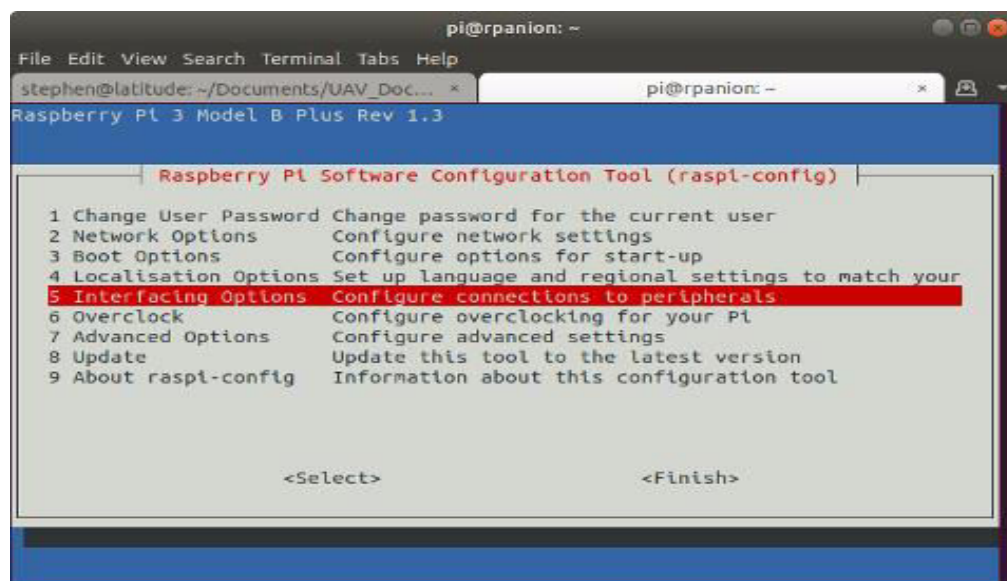 pi@rpanion: ~
File Edit View Search Terminal Tabs Help
stephen@latitude: ~/Documents/UAV_Doc... × pi@rpanion: ~ ×
Raspberry Pi 3 Model B Plus Rev 1.3
Raspberry Pi Software Configuration Tool (raspi-config)
1 Change User Password Change password for the current user
2 Network Options Configure network settings
3 Boot Options Configure options for start-up
4 Localisation Options Set up language and regional settings to match your
5 Interfacing Options Configure connections to peripherals
6 Overclock Configure overclocking for your Pi
7 Advanced Options Configure advanced settings
8 Update Update this tool to the latest version
9 About raspi-config Information about this configuration tool
<Select> <Finish>